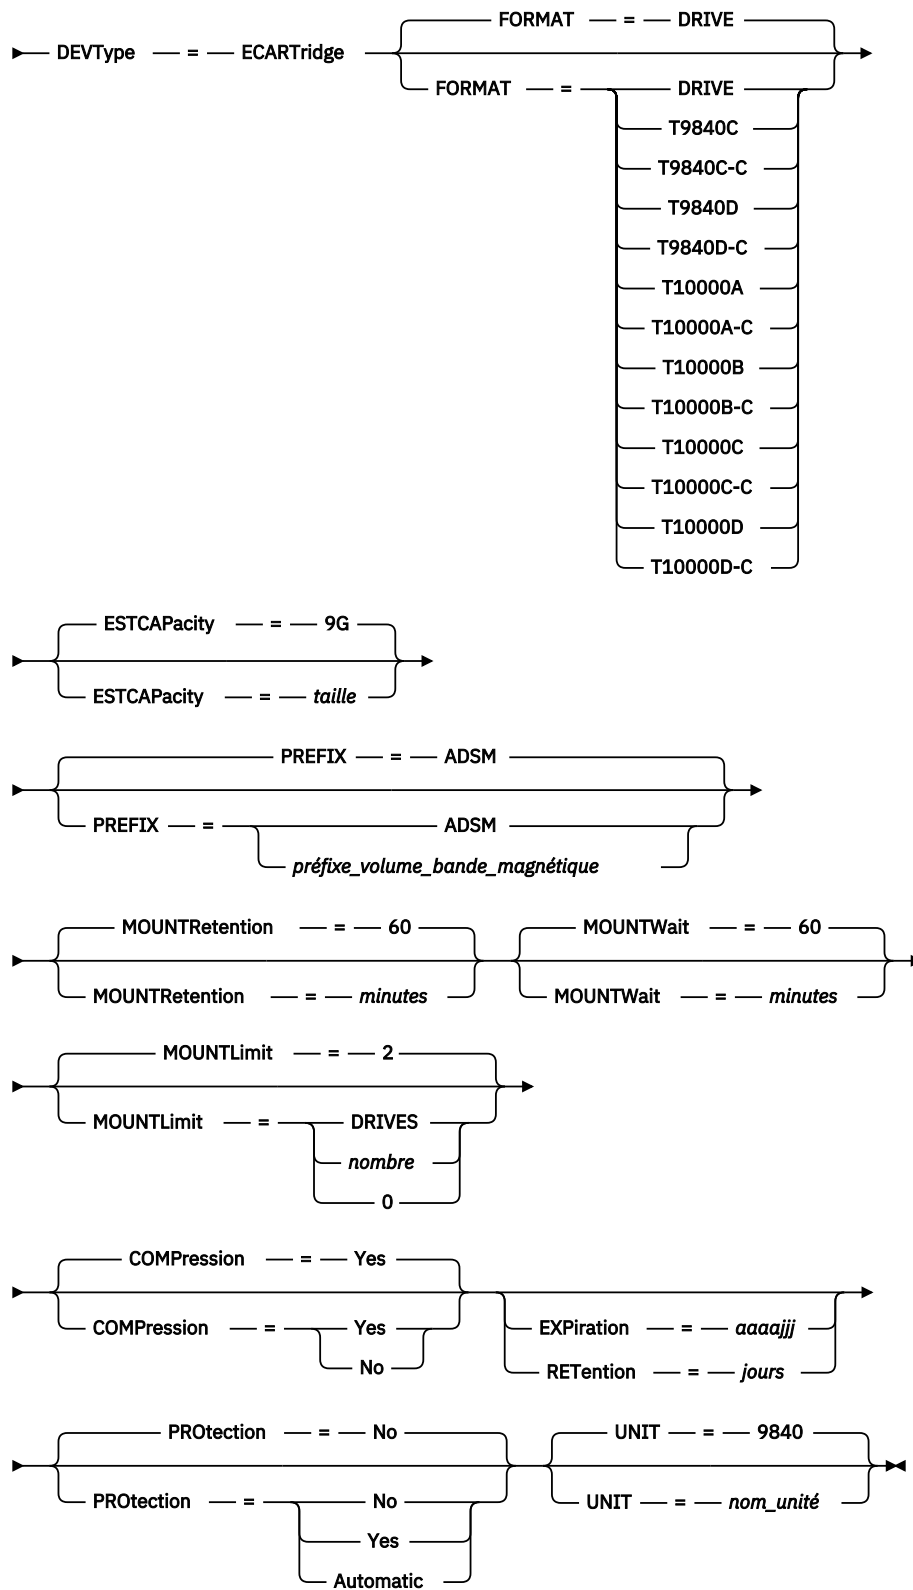 FORMAT = DRIVE
DEVType = ECARTridge
FORMAT = DRIVE
T9840C
T9840C-C
T9840D
T9840D-C
T10000A
T10000A-C
T10000B
T10000B-C
T10000C
T10000C-C
T10000D
T10000D-C
ESTCAPacity = 9G
ESTCAPacity = taille
PREFIX = ADSM
PREFIX = ADSM
préfixe_volume_bande_magnétique
MOUNTRetention = 60 MOUNTWait = 60
MOUNTRetention = minutes MOUNTWait = minutes
MOUNTLimit = 2
MOUNTLimit = DRIVES
nombre
0
COMPression = Yes
COMPression = Yes EXPiration = aaaajjj
No RETention = jours
PROtection = No UNIT = 9840
PROtection = No UNIT = nom_unité
Yes
Automatic